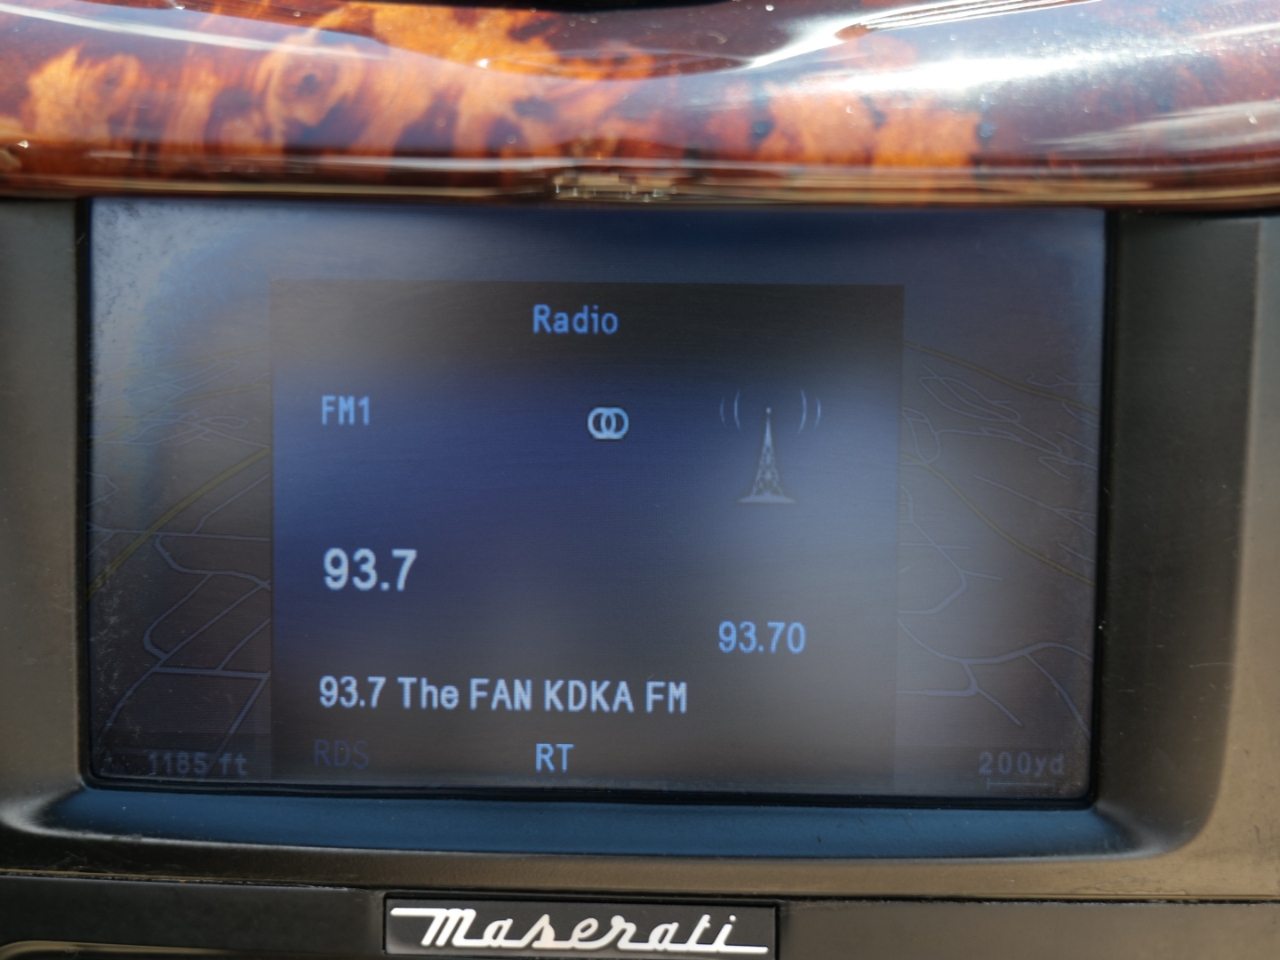 Radio
FM1
93.7
93.70
93.7 The FAN KDKA FM
RDS
RT
1185 ft
200yd
Maserati